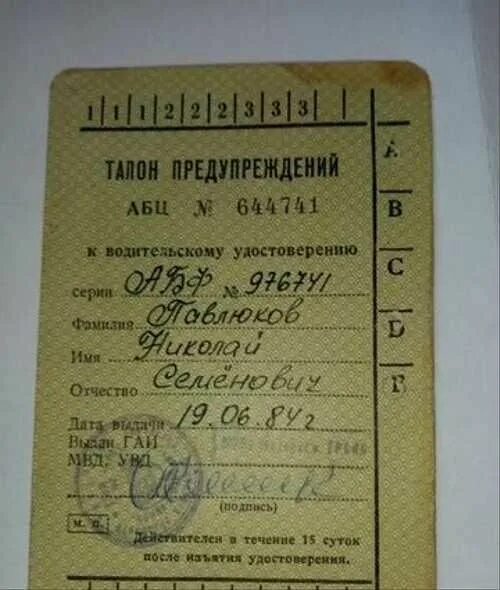 1 1 1 2 2 2 3 3 3
ТАЛОН ПРЕДУПРЕЖДЕНИЙ
АБЦ № 644741
к водительскому удостоверению
серии АБФ № 976741
Фамилия Павлюков
Имя Николай
Отчество Семёнович
Дата выдачи 19.06.84г
Выдан ГАИ
МВД, УВД
(подпись)
м. п.
Действителен в течение 15 суток
после изъятия удостоверения.
A
B
C
D
E